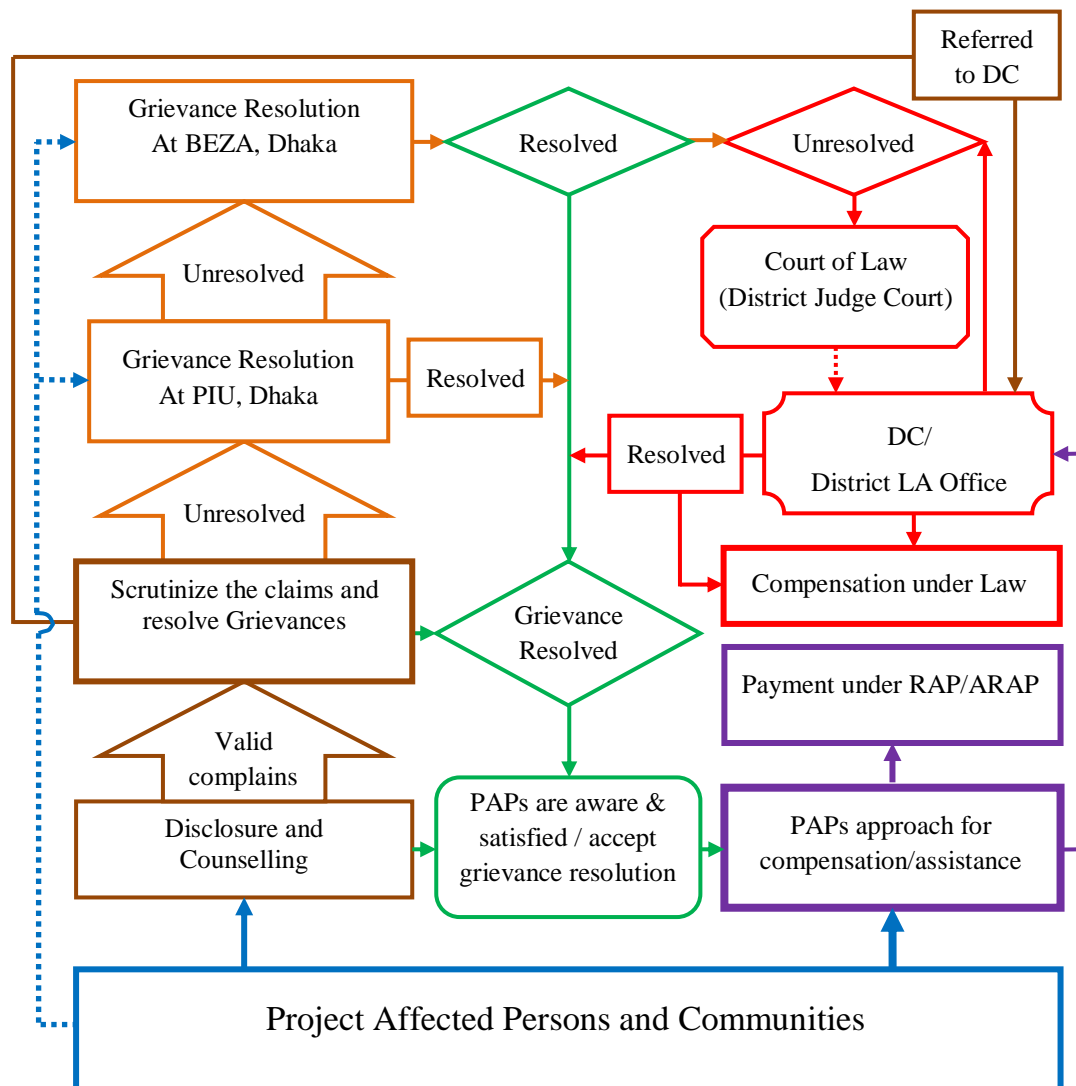 Referred
to DC
Grievance Resolution
At BEZA, Dhaka
Resolved
Unresolved
Unresolved
Court of Law
(District Judge Court)
Grievance Resolution
At PIU, Dhaka
Resolved
Resolved
DC/
District LA Office
Unresolved
Scrutinize the claims and
resolve Grievances
Grievance
Resolved
Compensation under Law
Payment under RAP/ARAP
Valid
complains
Disclosure and
Counselling
PAPs are aware &
satisfied / accept
grievance resolution
PAPs approach for
compensation/assistance
Project Affected Persons and Communities